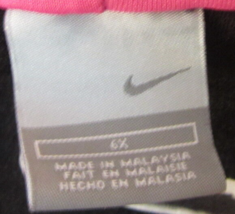 6X
MADE IN MALAYSIA
FAIT EN MALAISIE
HECHO EN MALASIA